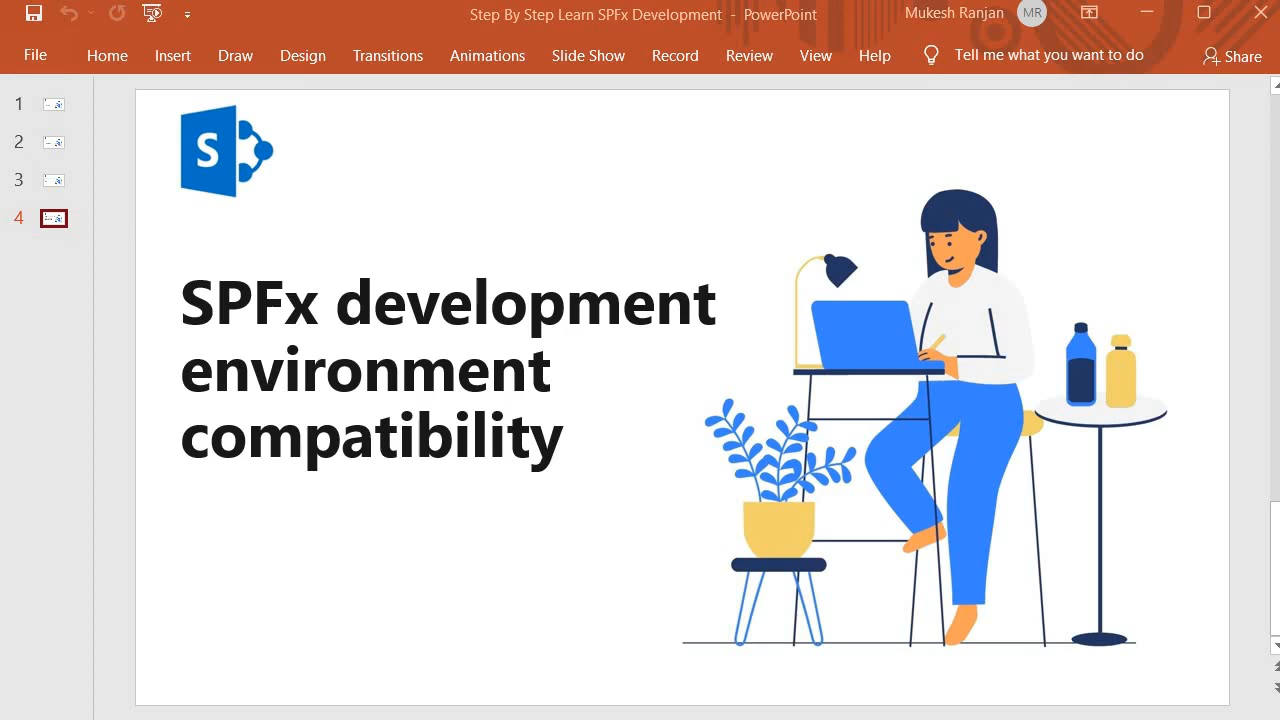 Step By Step Learn SPFx Development - PowerPoint
Mukesh Ranjan MR
File Home Insert Draw Design Transitions Animations Slide Show Record Review View Help Tell me what you want to do Share
1
2
3
4
S
SPFx development
environment
compatibility